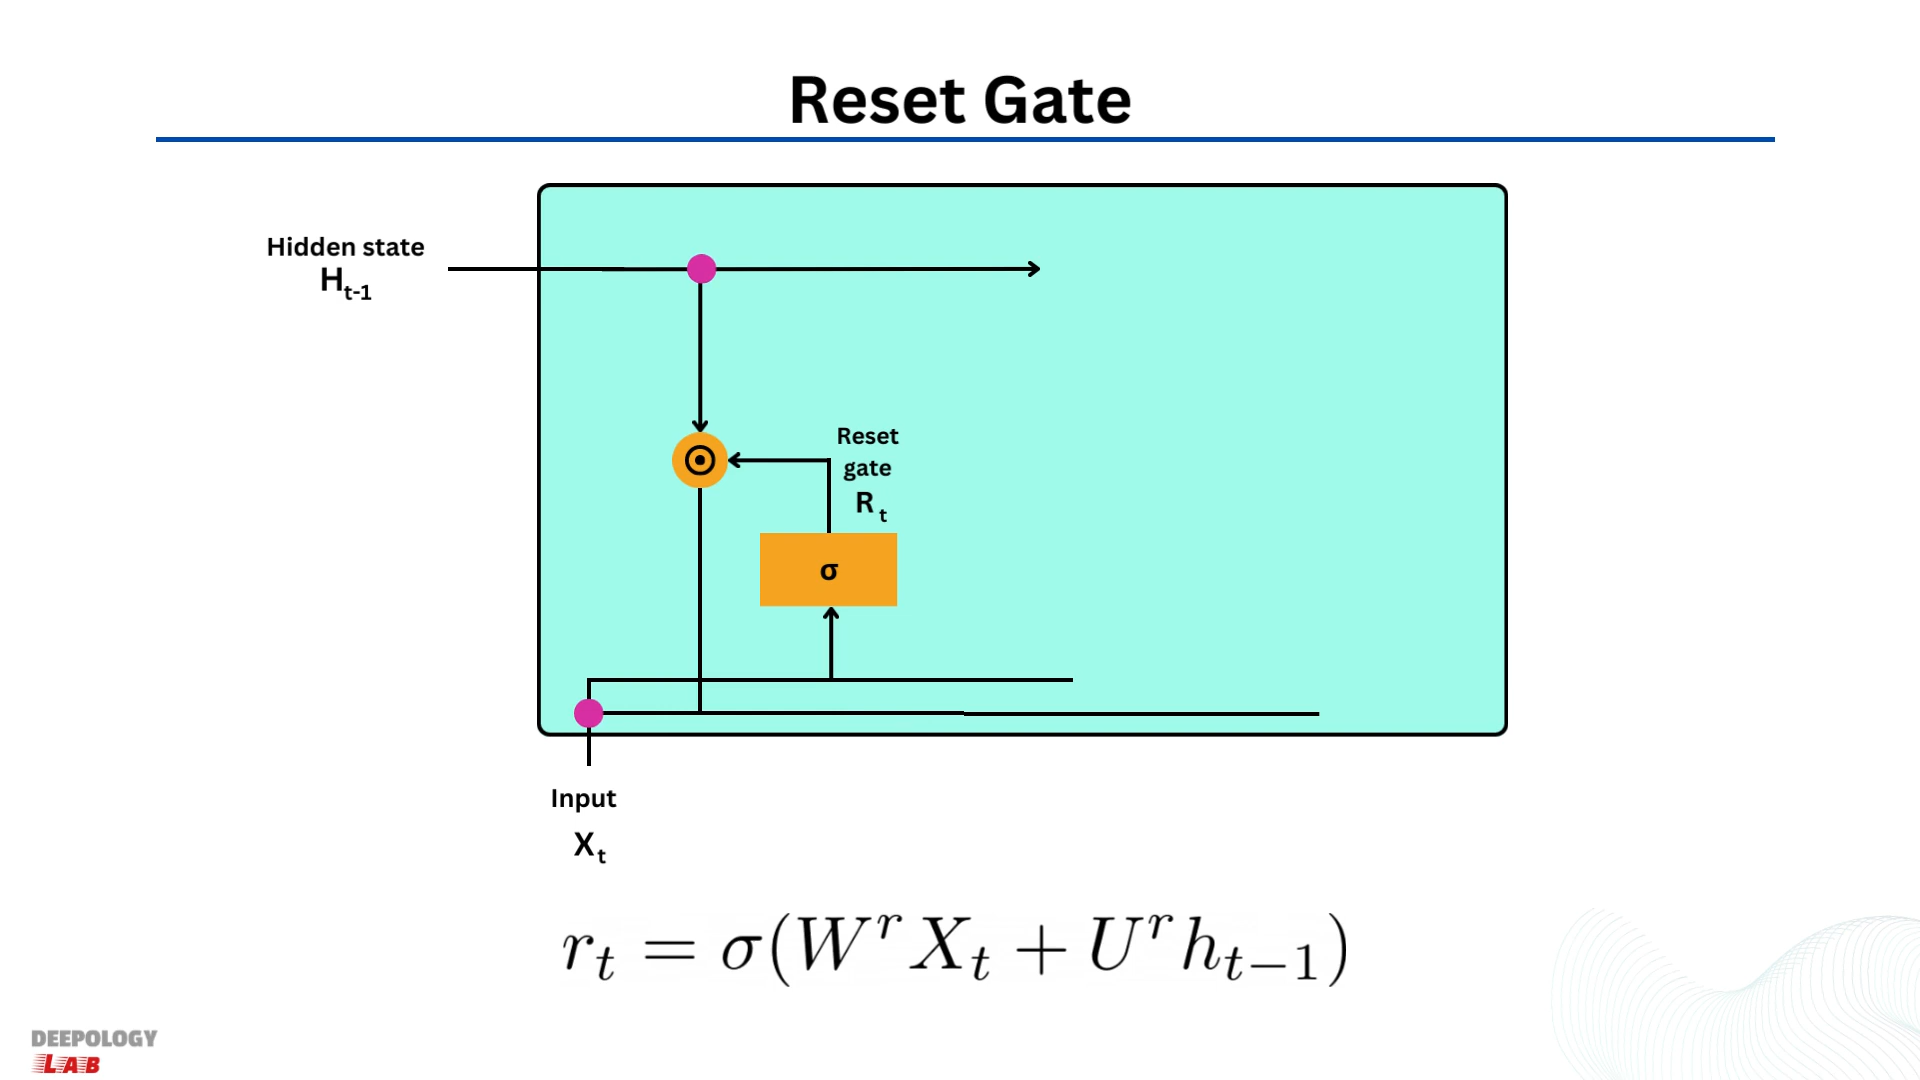 Reset Gate
Hidden state
H t-1
Reset
gate
R t
σ
Input
X t
r_t = σ(W^r X_t + U^r h_{t-1})
DEEPOLOGY
LAB